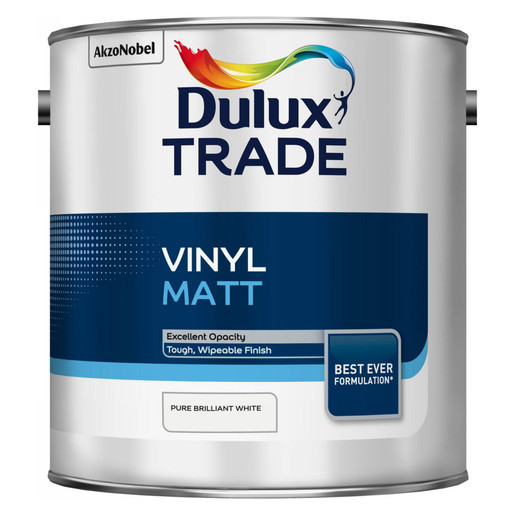 AkzoNobel
Dulux
TRADE
VINYL
MATT
Excellent Opacity
Tough, Wipeable Finish
BEST EVER
FORMULATION*
PURE BRILLIANT WHITE